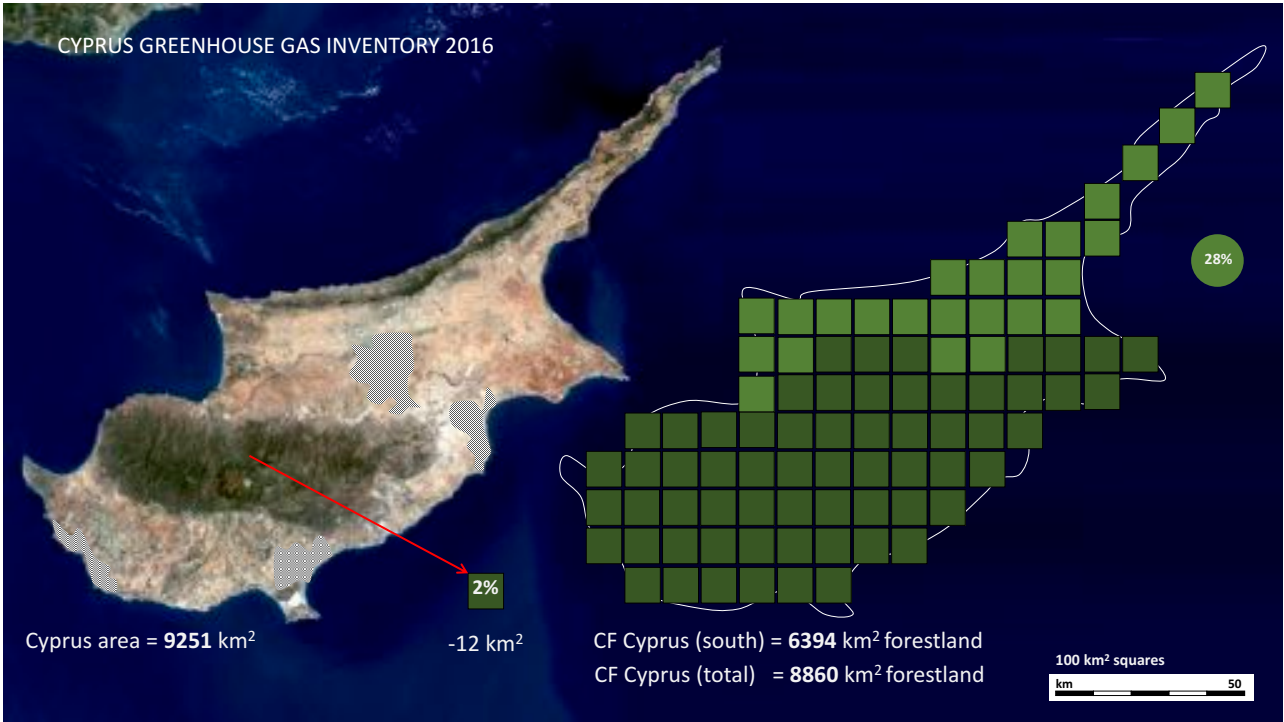 CYPRUS GREENHOUSE GAS INVENTORY 2016
28%
2%
Cyprus area = 9251 km²
-12 km²
CF Cyprus (south) = 6394 km² forestland
CF Cyprus (total) = 8860 km² forestland
100 km² squares
km 50